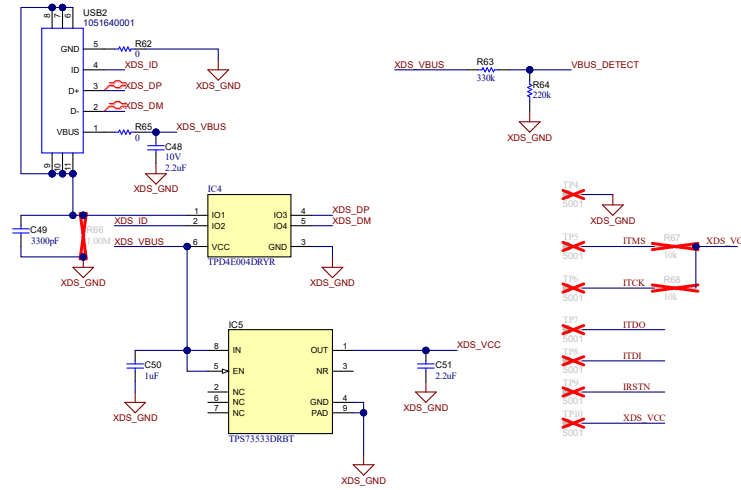 USB2
1051640001
8
7
6
GND
5
R62
0
ID
4
XDS_ID
D+
3
XDS_DP
D-
2
XDS_DM
VBUS
1
R65
0
XDS_VBUS
9
10
11
XDS_GND
C48
10V
2.2uF
XDS_GND
XDS_VBUS
R63
330k
VBUS_DETECT
R64
220k
XDS_GND
C49
3300pF
R66
1.00M
XDS_GND
IC4
XDS_ID
XDS_VBUS
1
2
6
IO1
IO2
VCC
IO3
IO4
GND
4
5
3
XDS_DP
XDS_DM
TPD4E004DRYR
XDS_GND
IC5
C50
1uF
XDS_GND
8
5
2
6
7
IN
EN
NC
NC
NC
OUT
NR
GND
PAD
1
3
4
9
TPS73533DRBT
XDS_VCC
C51
2.2uF
XDS_GND
XDS_GND
TP4
5001
XDS_GND
TP5
5001
ITMS
R67
10k
XDS_VC
TP6
5001
ITCK
R68
10k
TP7
5001
ITDO
TP8
5001
ITDI
TP9
5001
IRSTN
TP10
5001
XDS_VCC